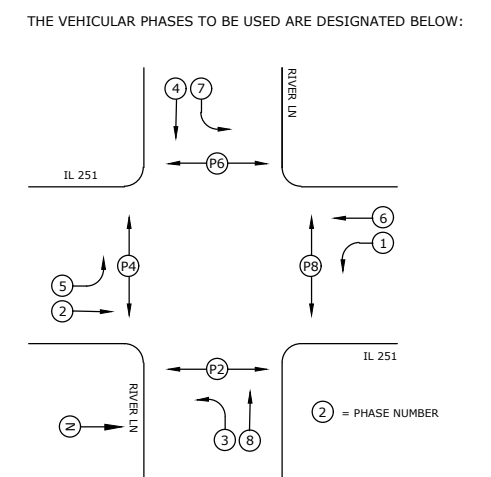 THE VEHICULAR PHASES TO BE USED ARE DESIGNATED BELOW:
4 7
RIVER LN
P6
IL 251
6
1
P4
P8
5
2
IL 251
P2
RIVER LN
2 = PHASE NUMBER
N
3 8